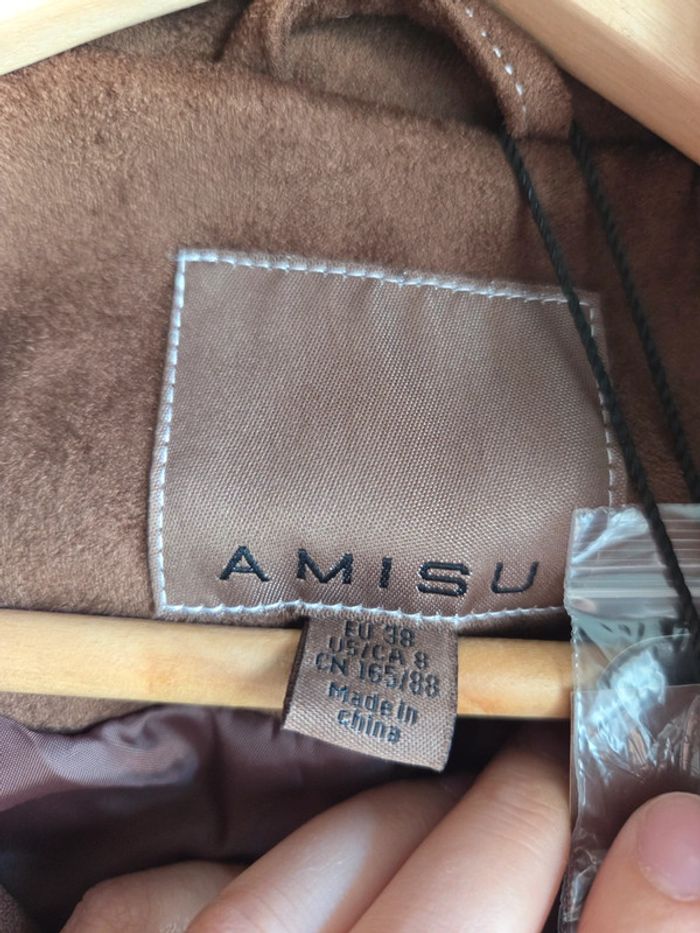 AMISU
EU 38
US/CA 8
CN 165/88
Made in
China